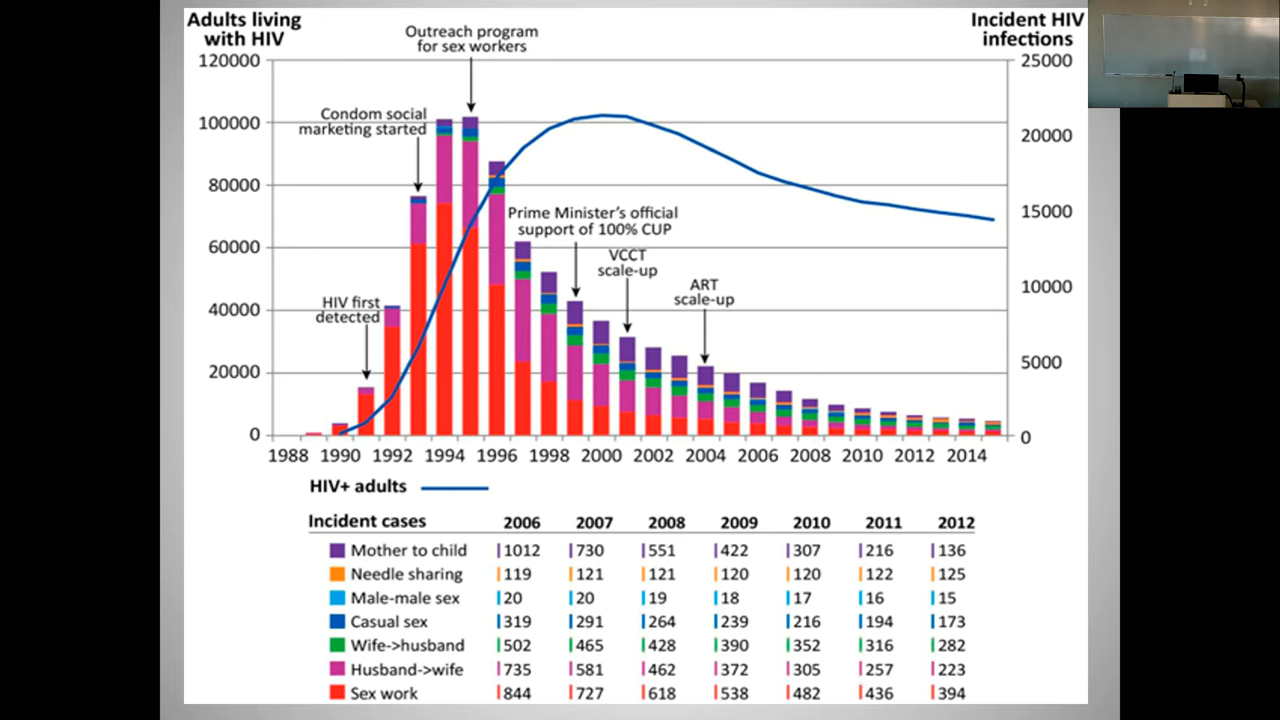 Adults living
with HIV
Incident HIV
infections
Outreach program
for sex workers
120000
25000
Condom social
marketing started
100000
20000
80000
Prime Minister's official
support of 100% CUP
15000
60000
VCCT
scale-up
ART
scale-up
10000
HIV first
detected
40000
5000
20000
0
0
1988 1990 1992 1994 1996 1998 2000 2002 2004 2006 2008 2010 2012 2014
HIV+ adults
Incident cases 2006 2007 2008 2009 2010 2011 2012
Mother to child 1012 730 551 422 307 216 136
Needle sharing 119 121 121 120 120 122 125
Male-male sex 20 20 19 18 17 16 15
Casual sex 319 291 264 239 216 194 173
Wife->husband 502 465 428 390 352 316 282
Husband->wife 735 581 462 372 305 257 223
Sex work 844 727 618 538 482 436 394